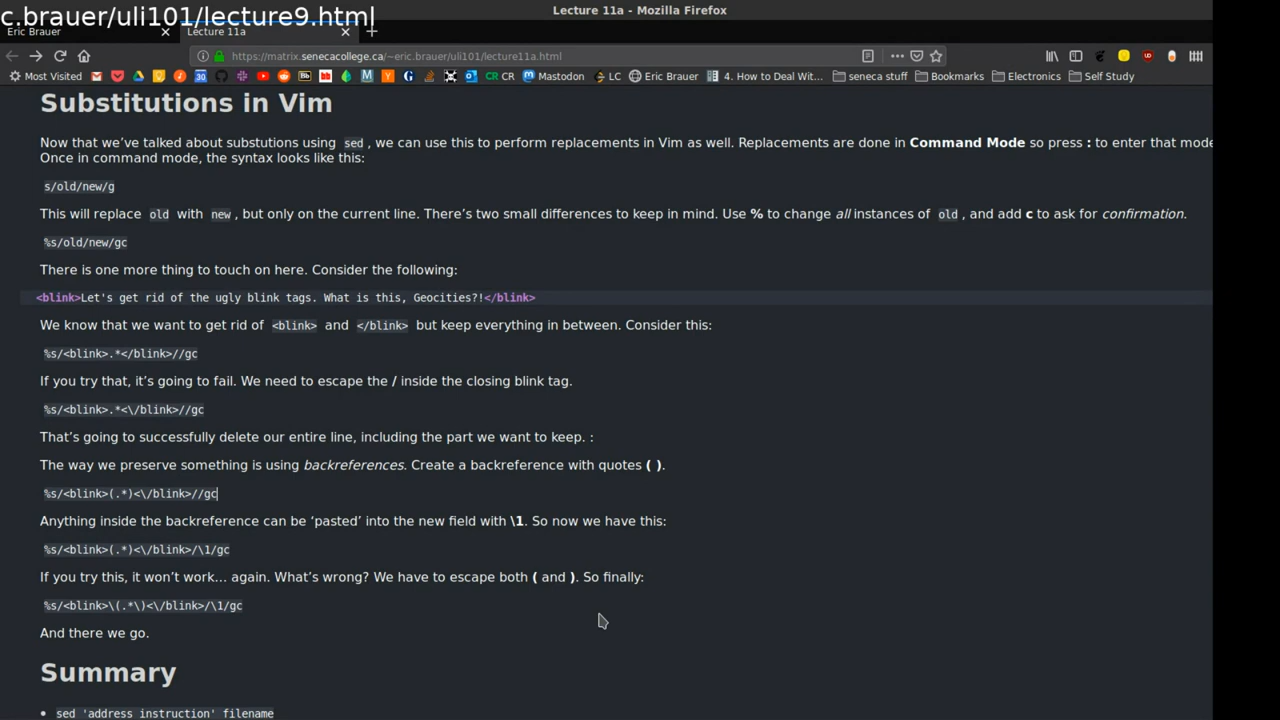 c.brauer/uli101/lecture9.html
Lecture 11a - Mozilla Firefox
Eric Brauer
Lecture 11a
https://matrix.senecacollege.ca/~eric.brauer/uli101/lecture11a.html
Most Visited
CR CR
Mastodon
LC
Eric Brauer
4. How to Deal Wit...
seneca stuff
Bookmarks
Electronics
Self Study
Substitutions in Vim
Now that we've talked about substutions using sed, we can use this to perform replacements in Vim as well. Replacements are done in Command Mode so press : to enter that mode
Once in command mode, the syntax looks like this:
s/old/new/g
This will replace old with new, but only on the current line. There's two small differences to keep in mind. Use % to change all instances of old, and add c to ask for confirmation.
%s/old/new/gc
There is one more thing to touch on here. Consider the following:
<blink>Let's get rid of the ugly blink tags. What is this, Geocities?!</blink>
We know that we want to get rid of <blink> and </blink> but keep everything in between. Consider this:
%s/<blink>.*</blink>//gc
If you try that, it's going to fail. We need to escape the / inside the closing blink tag.
%s/<blink>.*<\/blink>//gc
That's going to successfully delete our entire line, including the part we want to keep. :
The way we preserve something is using backreferences. Create a backreference with quotes ( ).
%s/<blink>(.*)<\/blink>//gc
Anything inside the backreference can be 'pasted' into the new field with \1. So now we have this:
%s/<blink>(.*)<\/blink>/\1/gc
If you try this, it won't work... again. What's wrong? We have to escape both ( and ). So finally:
%s/<blink>\(.*\)<\/blink>/\1/gc
And there we go.
Summary
• sed 'address instruction' filename